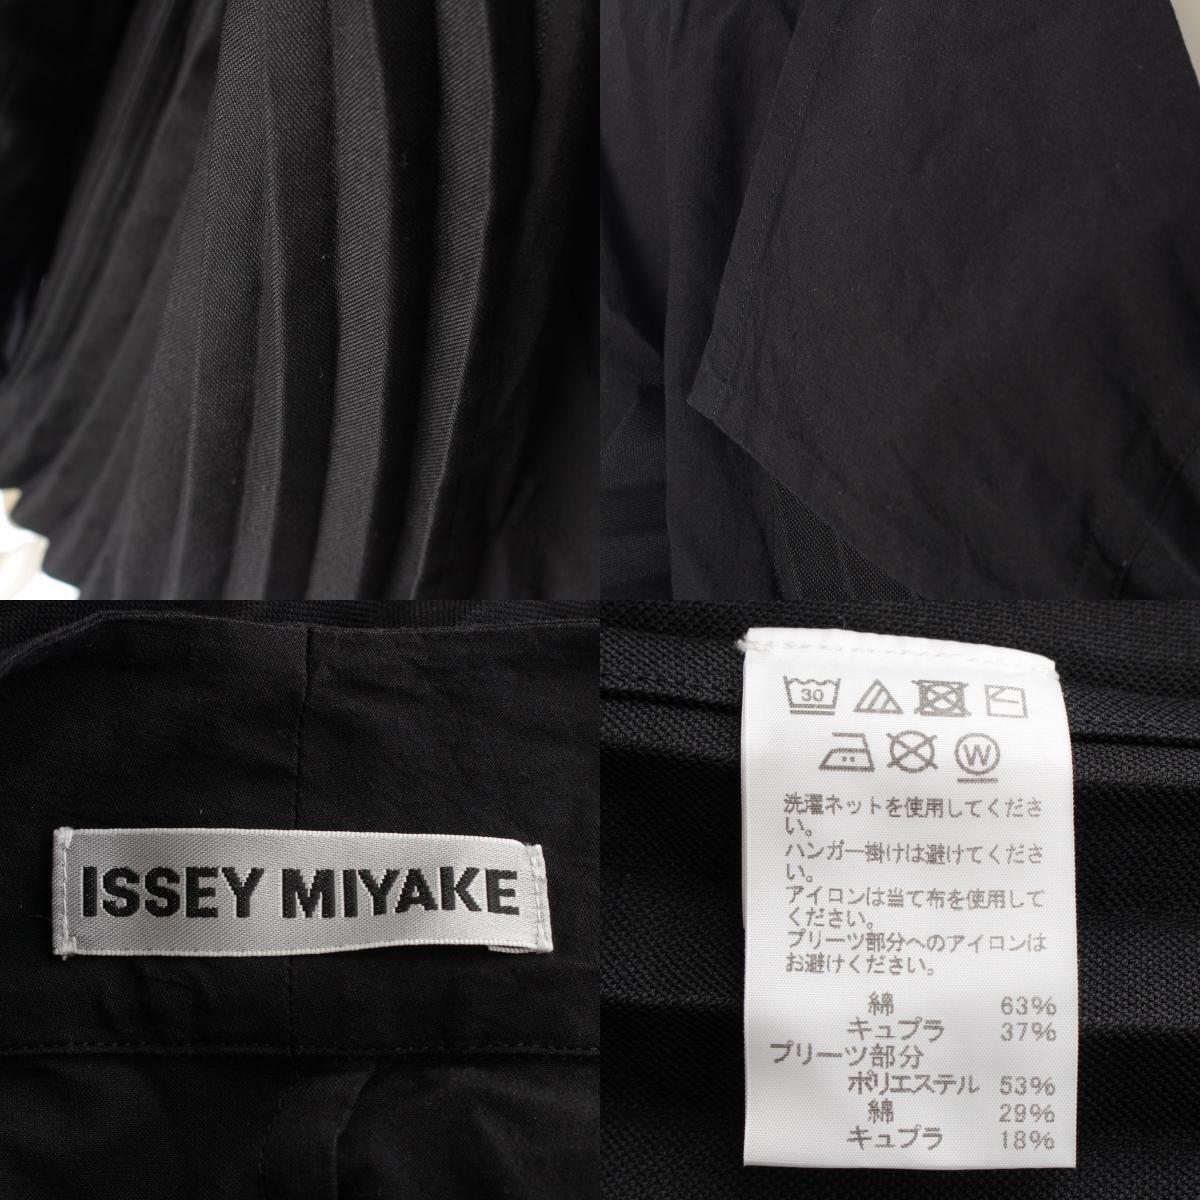 ISSEY MIYAKE
30
W
洗濯ネットを使用してくださ
い。
ハンガー掛けは避けてくださ
い。
アイロンは当て布を使用して
ください。
プリーツ部分へのアイロンは
お避けください。
綿 63%
キュプラ 37%
プリーツ部分
ポリエステル 53%
綿 29%
キュプラ 18%